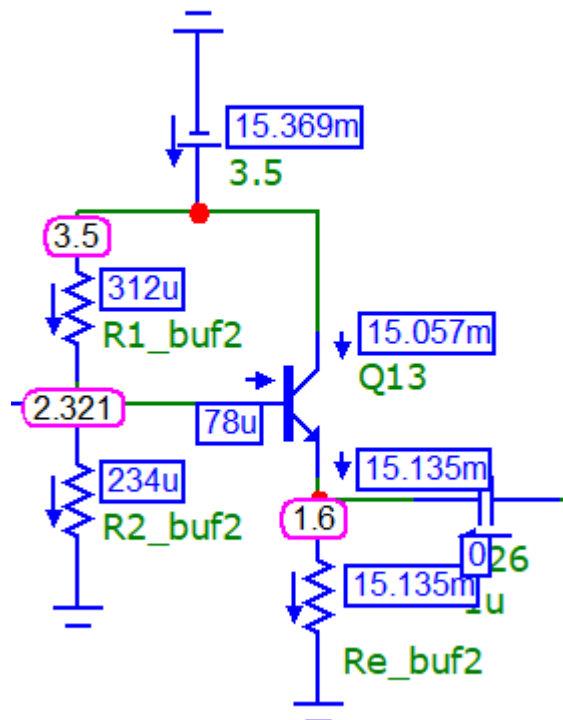 15.369m
3.5
3.5
312u
R1_buf2
15.057m
Q13
2.321
78u
234u
R2_buf2
15.135m
1.6
0
26
15.135m
1u
Re_buf2